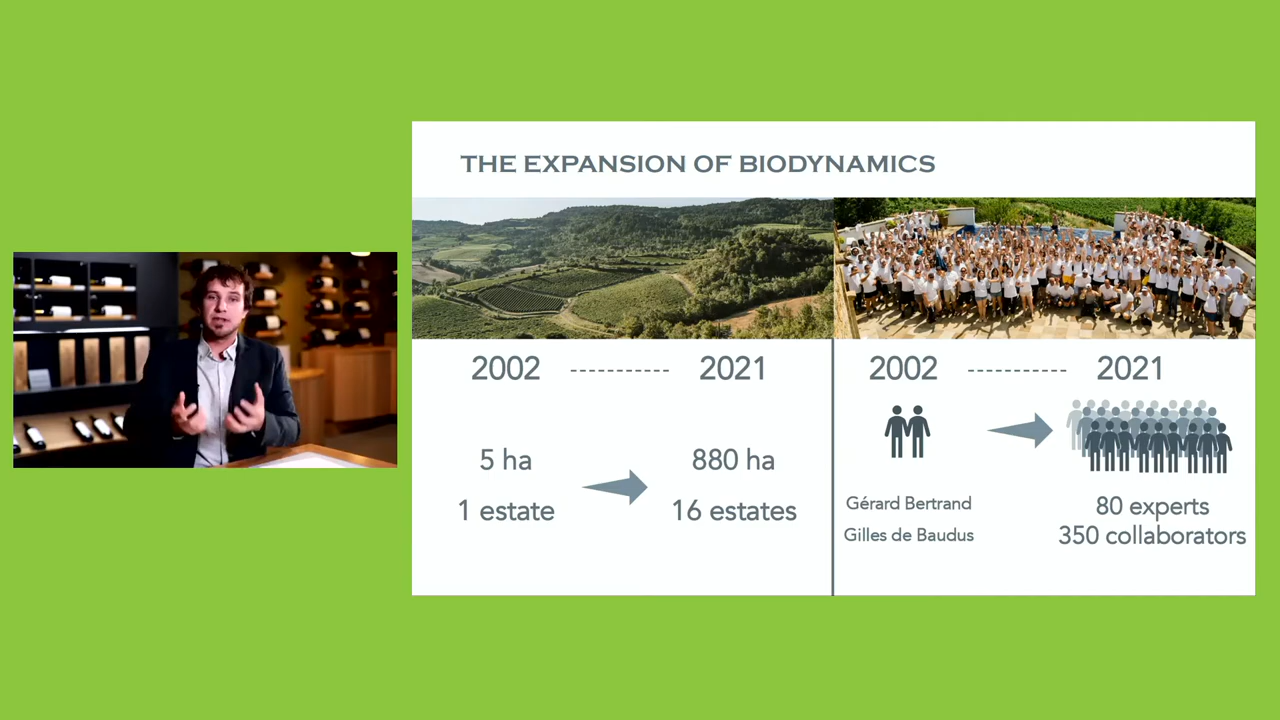 THE EXPANSION OF BIODYNAMICS
2002 ---------- 2021
5 ha
880 ha
1 estate
16 estates
2002 ---------- 2021
Gérard Bertrand
Gilles de Baudus
80 experts
350 collaborators